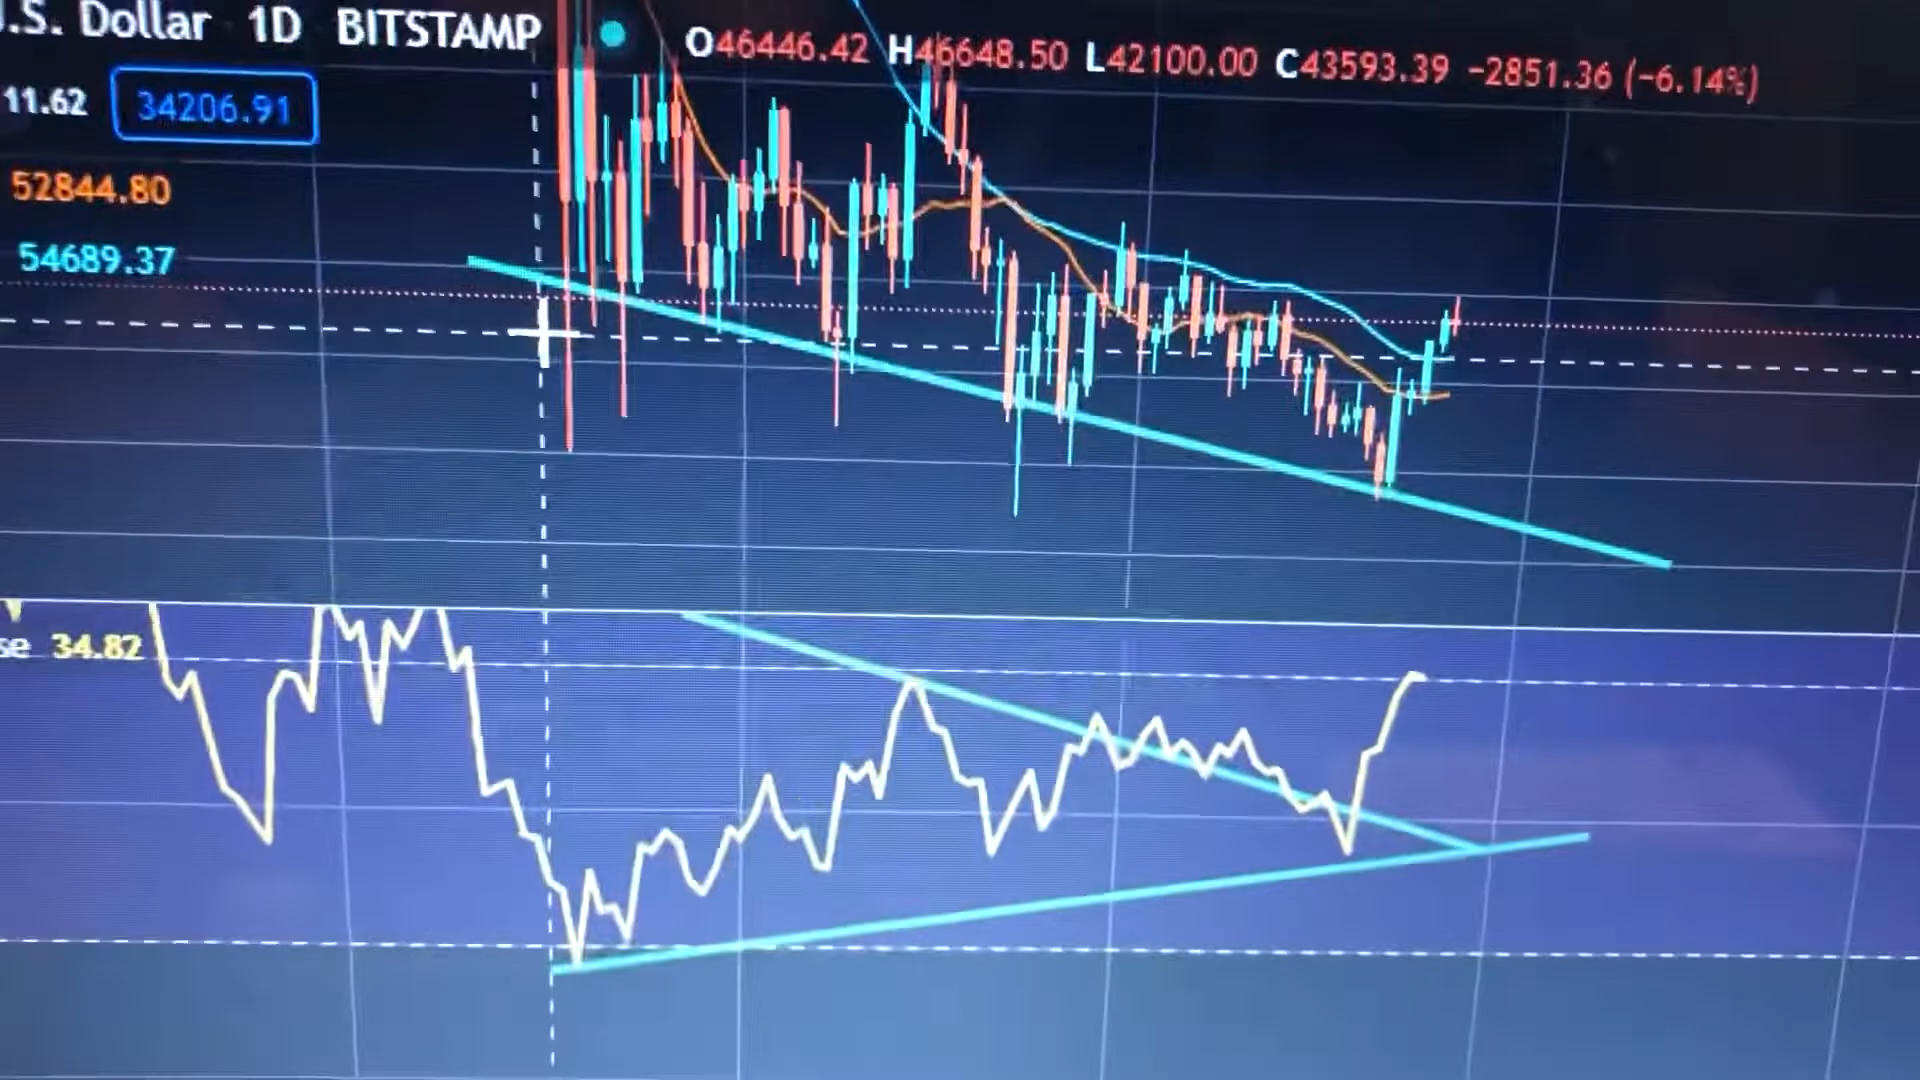 .S. Dollar 1D BITSTAMP O46446.42 H46648.50 L42100.00 C43593.39 -2851.36 (-6.14%)
11.62 34206.91
52844.80
54689.37
se 34.82